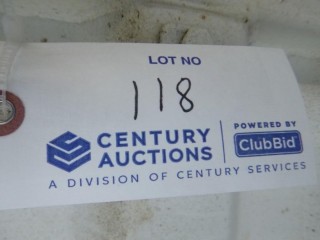 LOT NO
118
CENTURY AUCTIONS
POWERED BY
ClubBid
A DIVISION OF CENTURY SERVICES